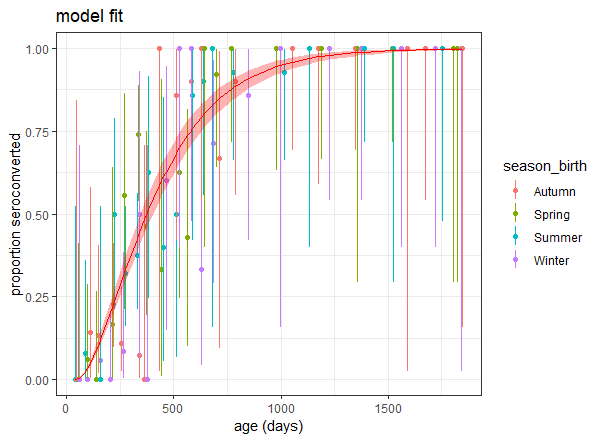 model fit
proportion seroconverted
1.00
0.75
0.50
0.25
0.00
0
500
1000
1500
age (days)
season_birth
Autumn
Spring
Summer
Winter